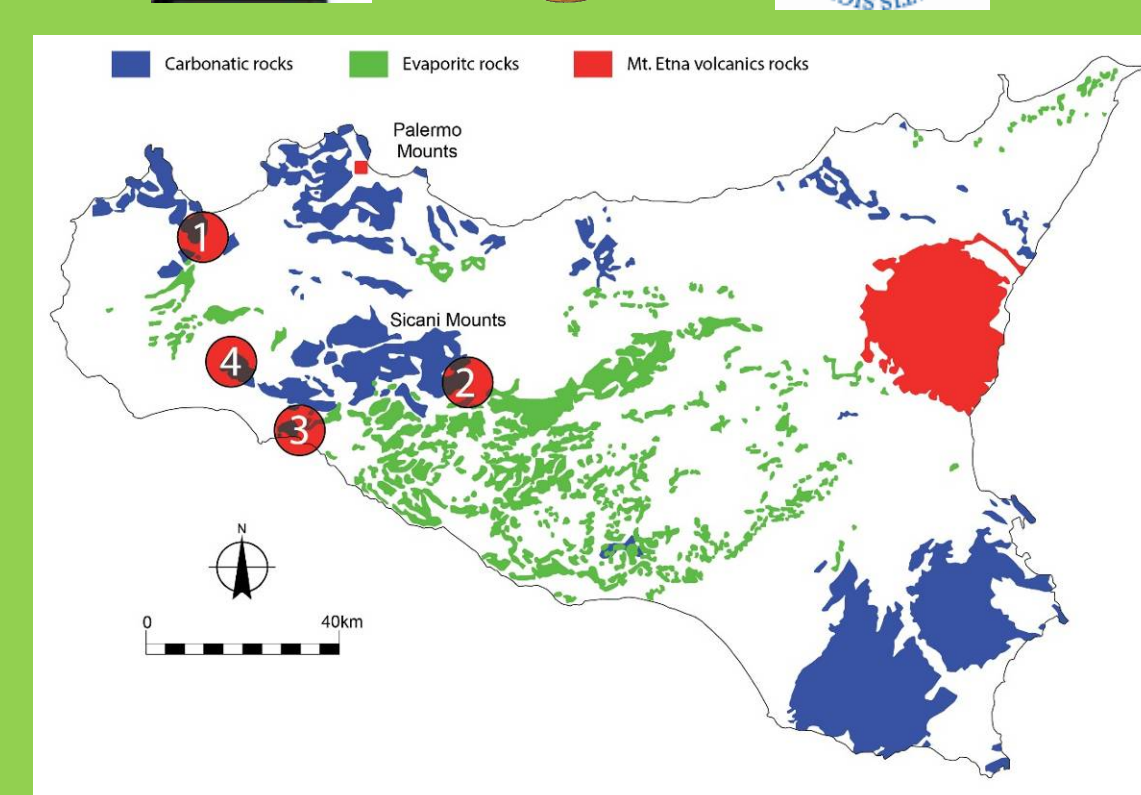 Carbonatic rocks
Evaporitc rocks
Mt. Etna volcanics rocks
Palermo
Mounts
1
Sicani Mounts
4
2
3
N
0
40km